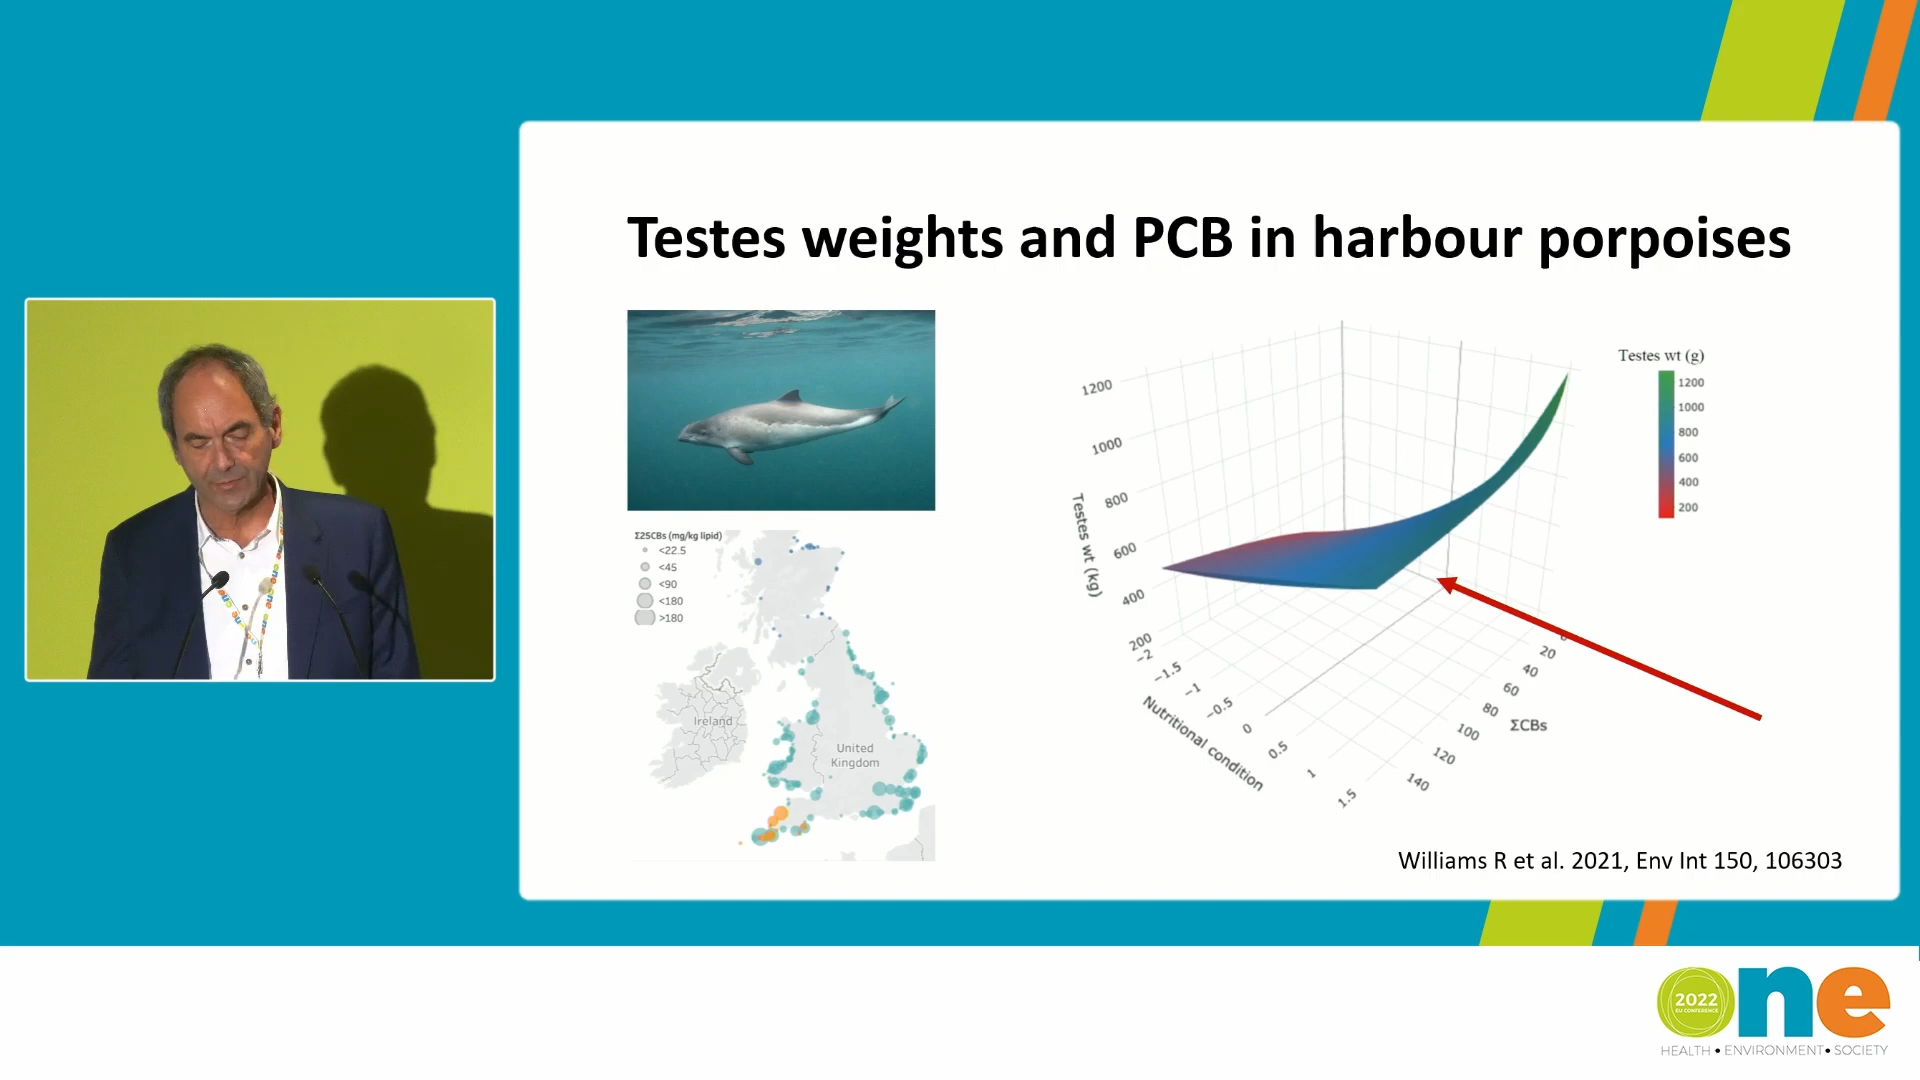 Testes weights and PCB in harbour porpoises
Σ25CBs (mg/kg lipid)
<22.5
<45
<90
<180
>180
Ireland
United
Kingdom
Testes wt (kg)
1200
1000
800
600
400
200
Nutritional condition
−2
−1.5
−1
−0.5
0
0.5
1
1.5
ΣCBs
20
40
60
80
100
120
140
Testes wt (g)
1200
1000
800
600
400
200
Williams R et al. 2021, Env Int 150, 106303
2022
EU CONFERENCE
one
HEALTH • ENVIRONMENT • SOCIETY